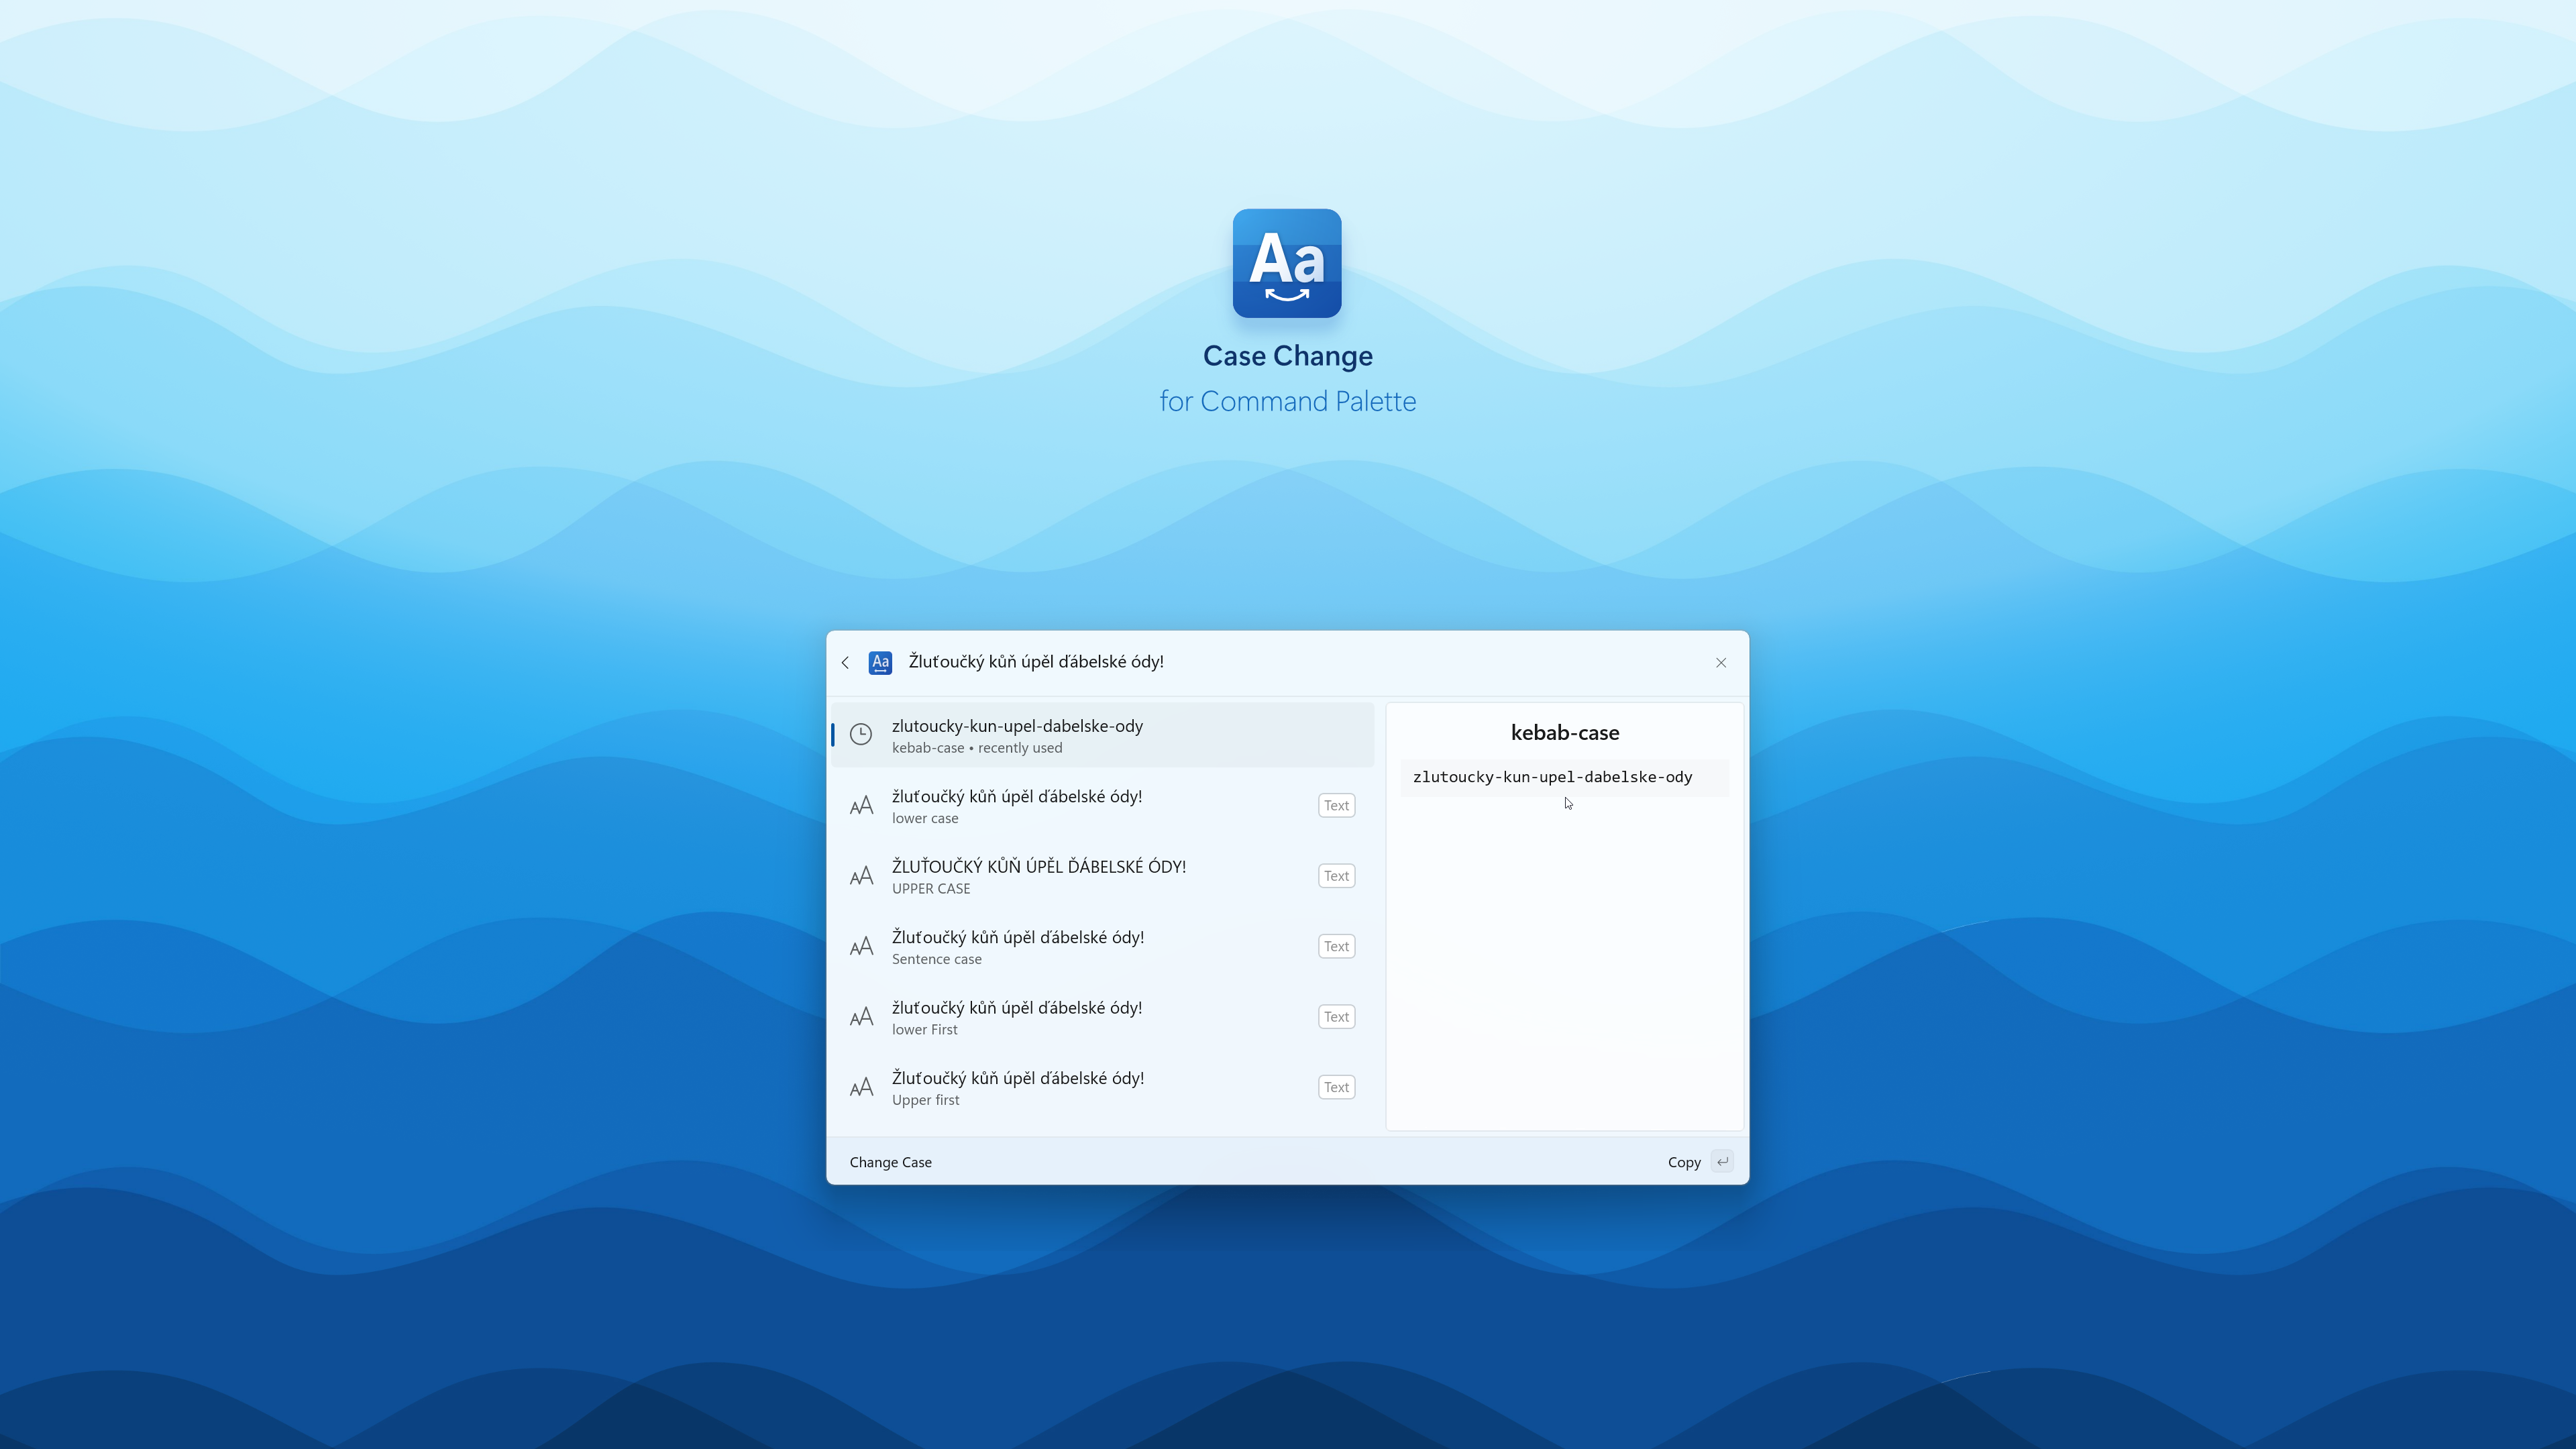 Aa
Case Change
for Command Palette
Aa
Žluťoučký kůň úpěl ďábelské ódy!
zlutoucky-kun-upel-dabelske-ody
kebab-case • recently used
žluťoučký kůň úpěl ďábelské ódy!
lower case
Text
ŽLUŤOUČKÝ KŮŇ ÚPĚL ĎÁBELSKÉ ÓDY!
UPPER CASE
Text
Žluťoučký kůň úpěl ďábelské ódy!
Sentence case
Text
žluťoučký kůň úpěl ďábelské ódy!
lower First
Text
Žluťoučký kůň úpěl ďábelské ódy!
Upper first
Text
kebab-case
zlutoucky-kun-upel-dabelske-ody
Change Case
Copy